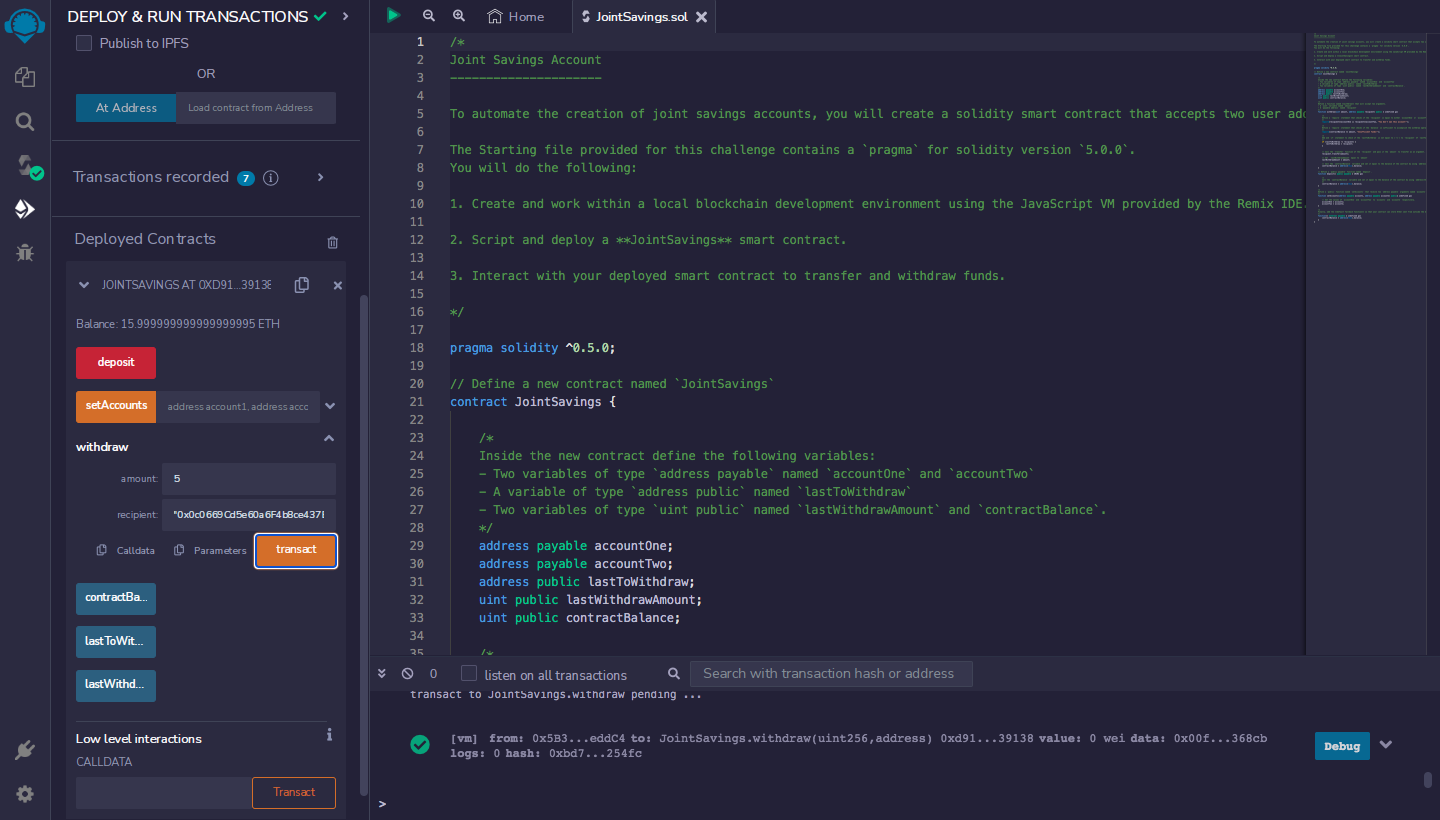 DEPLOY & RUN TRANSACTIONS
Publish to IPFS
OR
At Address
Load contract from Address
Transactions recorded 7 i
Deployed Contracts
JOINTSAVINGS AT 0XD91...39138
Balance: 15.999999999999999995 ETH
deposit
setAccounts
address account1, address acco
withdraw
amount: 5
recipient: "0x0c0669Cd5e60a6F4b8ce437E
Calldata
Parameters
transact
contractBa...
lastToWit...
lastWithd...
Low level interactions
i
CALLDATA
Transact
Home
JointSavings.sol
1 /*
2 Joint Savings Account
3 ---------------------
4
5 To automate the creation of joint savings accounts, you will create a solidity smart contract that accepts two user add
6
7 The Starting file provided for this challenge contains a `pragma` for solidity version `5.0.0`.
8 You will do the following:
9
10 1. Create and work within a local blockchain development environment using the JavaScript VM provided by the Remix IDE.
11
12 2. Script and deploy a **JointSavings** smart contract.
13
14 3. Interact with your deployed smart contract to transfer and withdraw funds.
15
16 */
17
18 pragma solidity ^0.5.0;
19
20 // Define a new contract named `JointSavings`
21 contract JointSavings {
22
23 /*
24 Inside the new contract define the following variables:
25 - Two variables of type `address payable` named `accountOne` and `accountTwo`
26 - A variable of type `address public` named `lastToWithdraw`
27 - Two variables of type `uint public` named `lastWithdrawAmount` and `contractBalance`.
28 */
29 address payable accountOne;
30 address payable accountTwo;
31 address public lastToWithdraw;
32 uint public lastWithdrawAmount;
33 uint public contractBalance;
34
35 /*
0
listen on all transactions
Search with transaction hash or address
transact to JointSavings.withdraw pending ...
[vm] from: 0x5B3...eddC4 to: JointSavings.withdraw(uint256,address) 0xd91...39138 value: 0 wei data: 0x00f...368cb
logs: 0 hash: 0xbd7...254fc
Debug
>